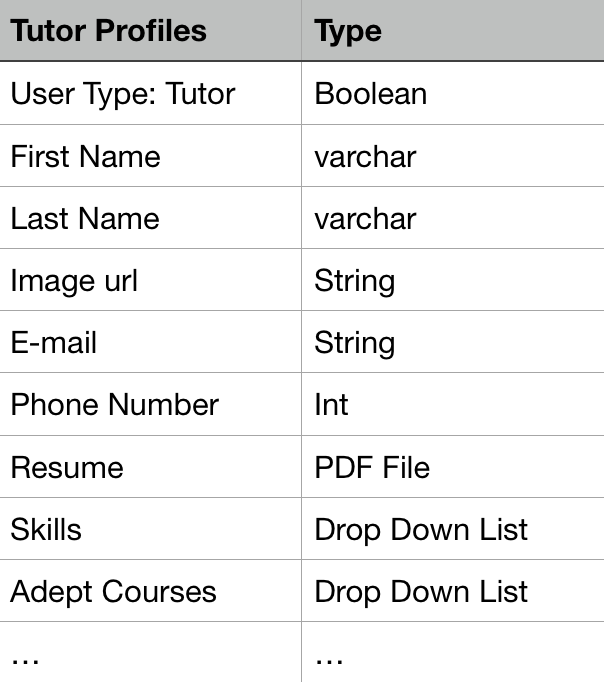 Tutor Profiles Type
User Type: Tutor Boolean
First Name varchar
Last Name varchar
Image url String
E-mail String
Phone Number Int
Resume PDF File
Skills Drop Down List
Adept Courses Drop Down List
… …